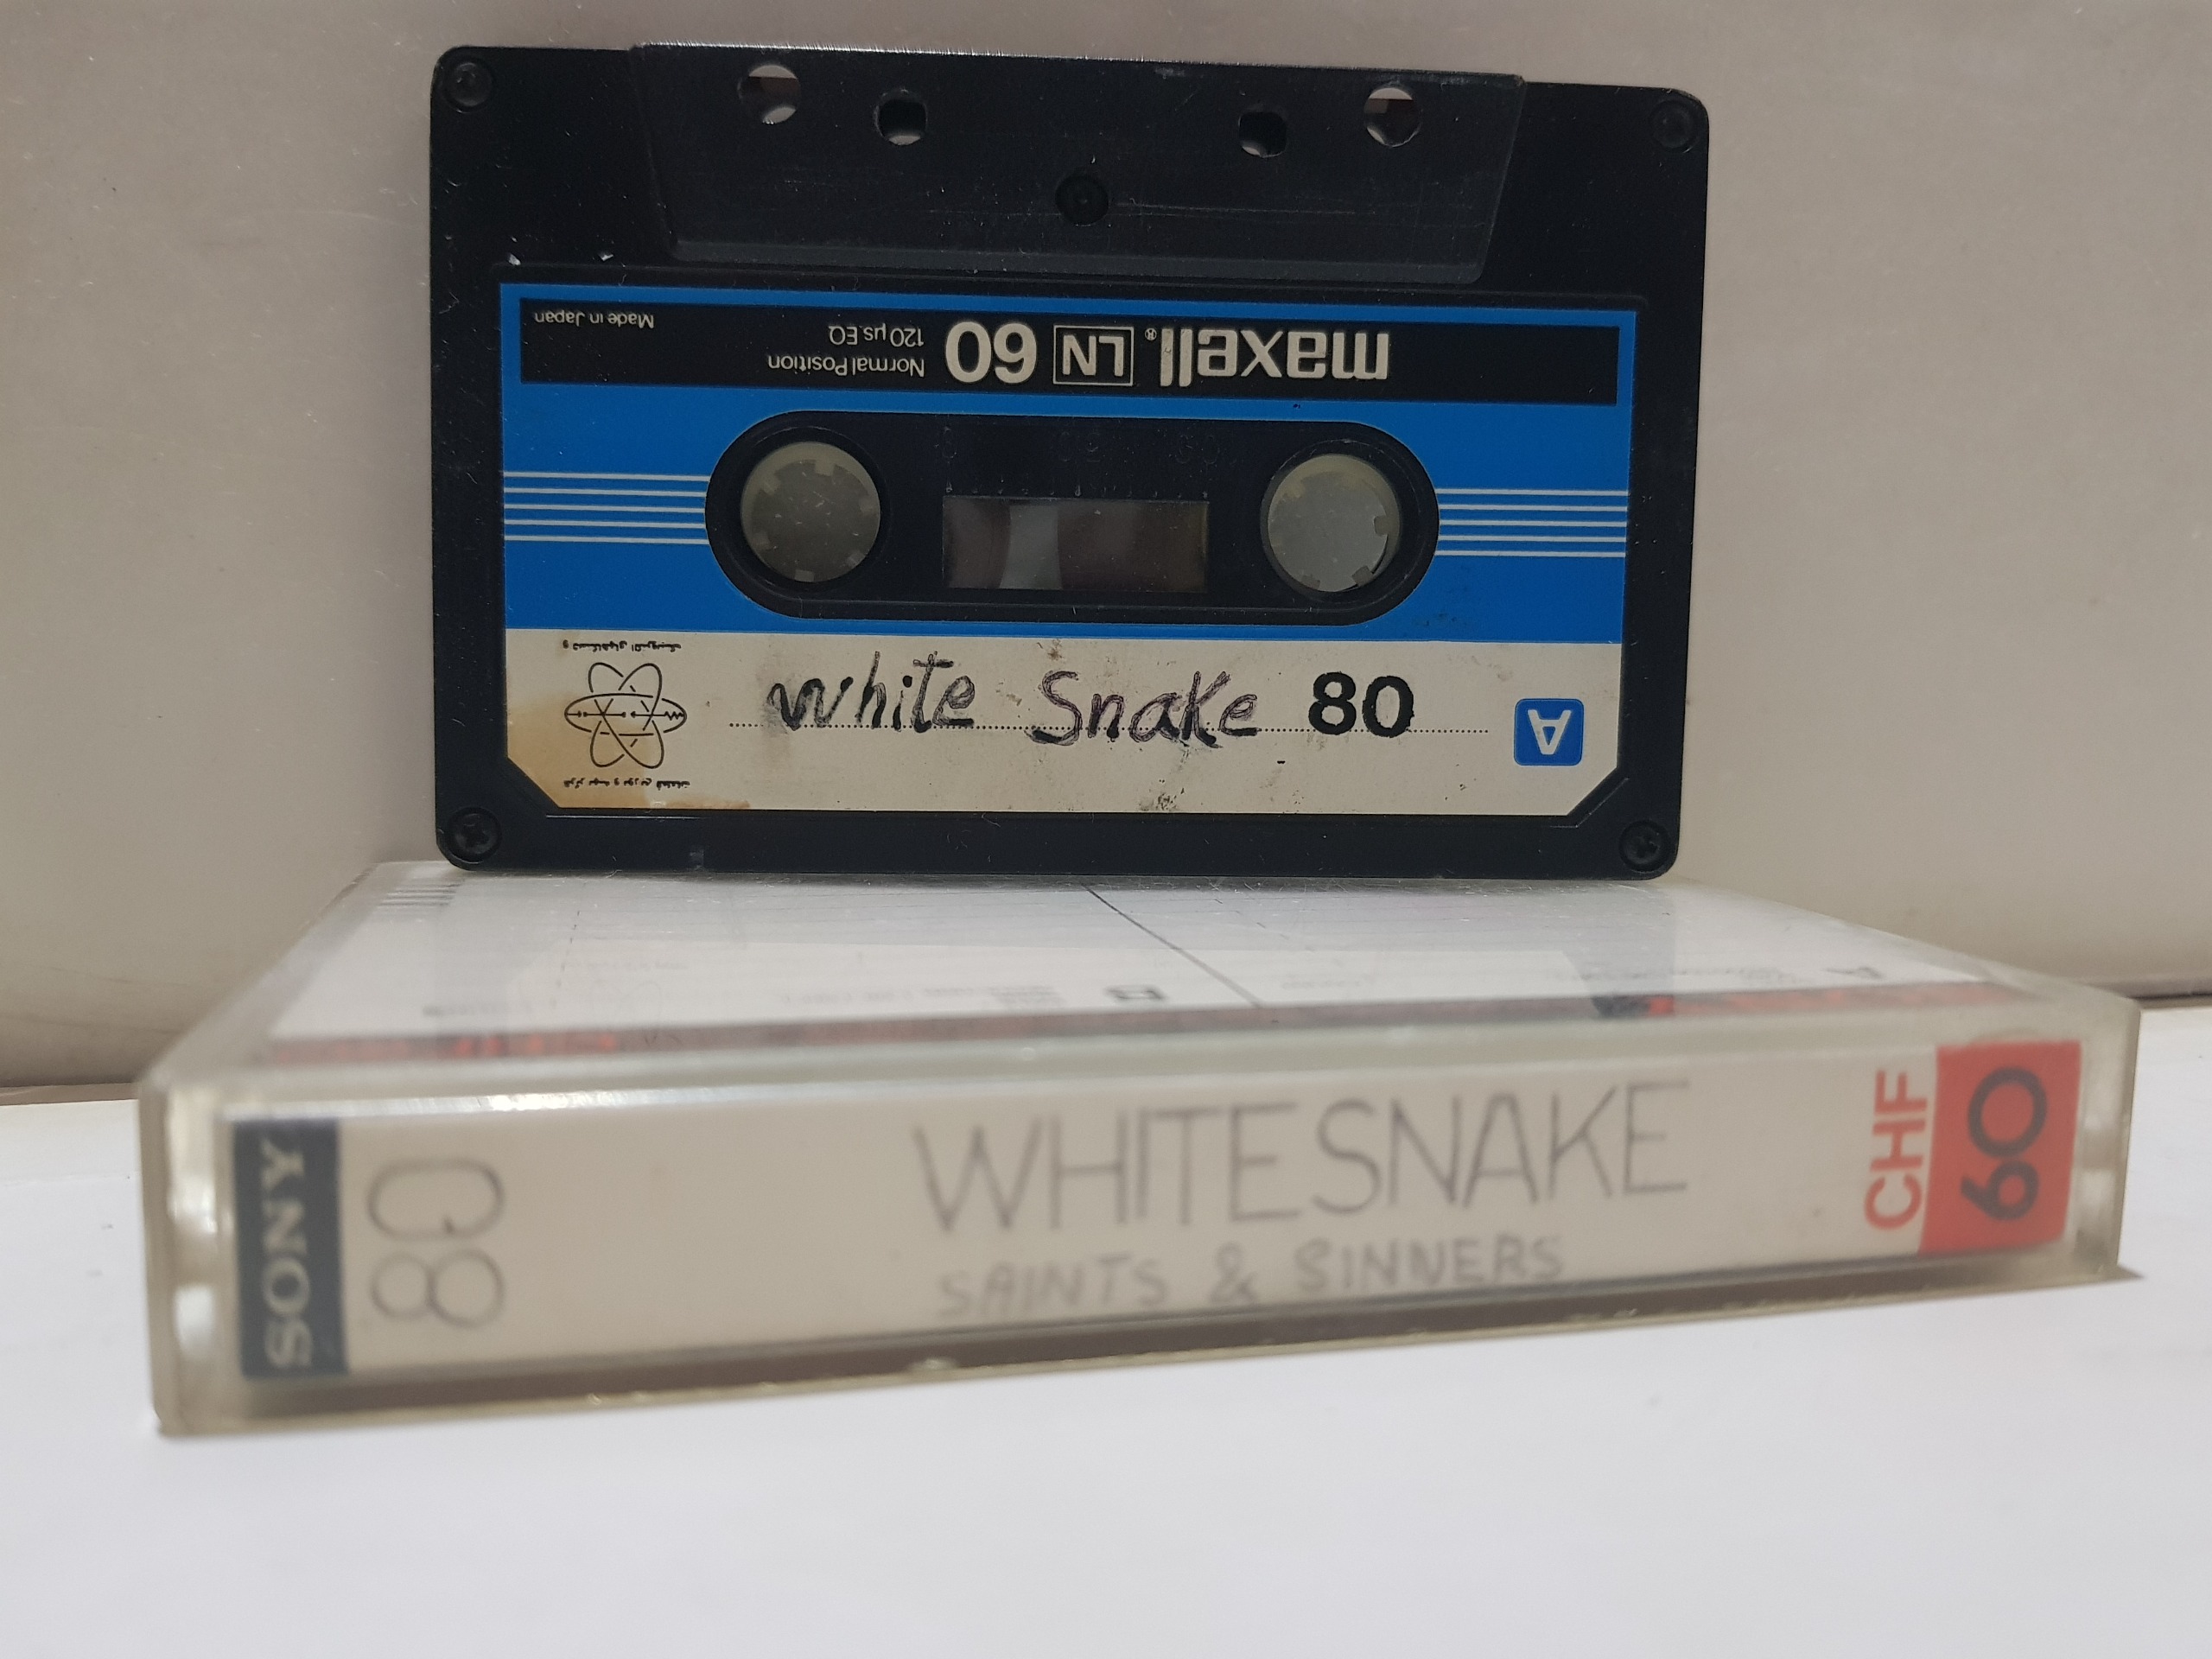 Made in Japan
maxell® LN 60 Normal Position
120 µs.EQ
White Snake 80
A
SONY
80
WHITESNAKE
SAINTS & SINNERS
CHF
60